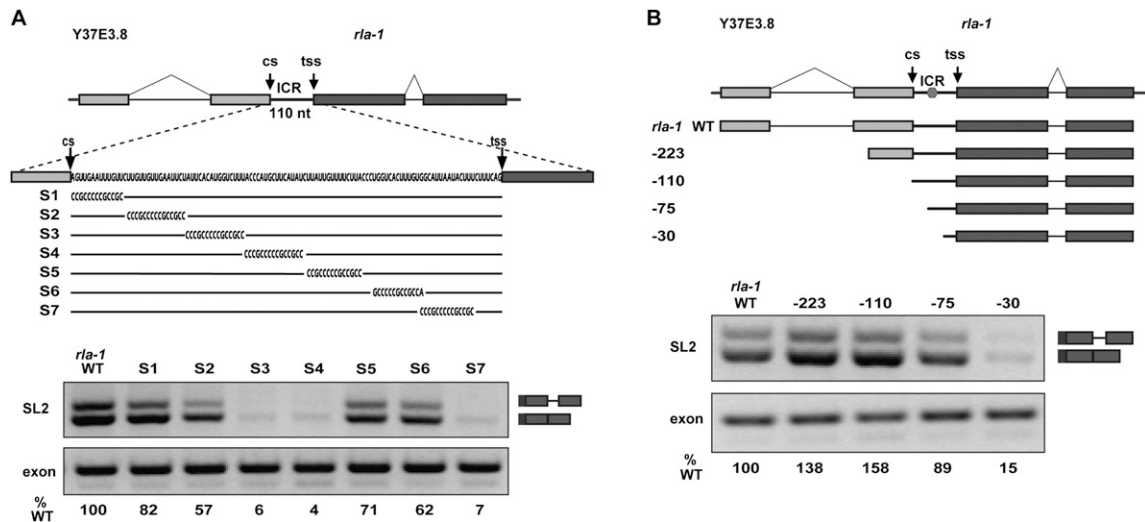 A
Y37E3.8 rla-1
cs tss
ICR
110 nt
cs tss
AGUUGAAUUUGUUCUUGUGUUGAAUUCUAUUCACAUGGUCUUUACCCAUGCUUCAUAUCUUAUUGUUUUCUUACCCUGGUCACUUUGUGGCAUUAAUACUUUCUUUCAG
S1 CCGCCCCCGCCGC
S2 CCCGCCCCCGCCGCC
S3 CCCGCCCCCGCCGCC
S4 CCCGCCCCCGCCGCC
S5 CCGCCCCCGCCGCC
S6 GCCCCCGCCGCCA
S7 CCCGCCCCCGCCGC
rla-1
WT S1 S2 S3 S4 S5 S6 S7
SL2
exon
%
WT 100 82 57 6 4 71 62 7
B
Y37E3.8 rla-1
cs tss
ICR
rla-1 WT
-223
-110
-75
-30
rla-1
WT -223 -110 -75 -30
SL2
exon
%
WT 100 138 158 89 15